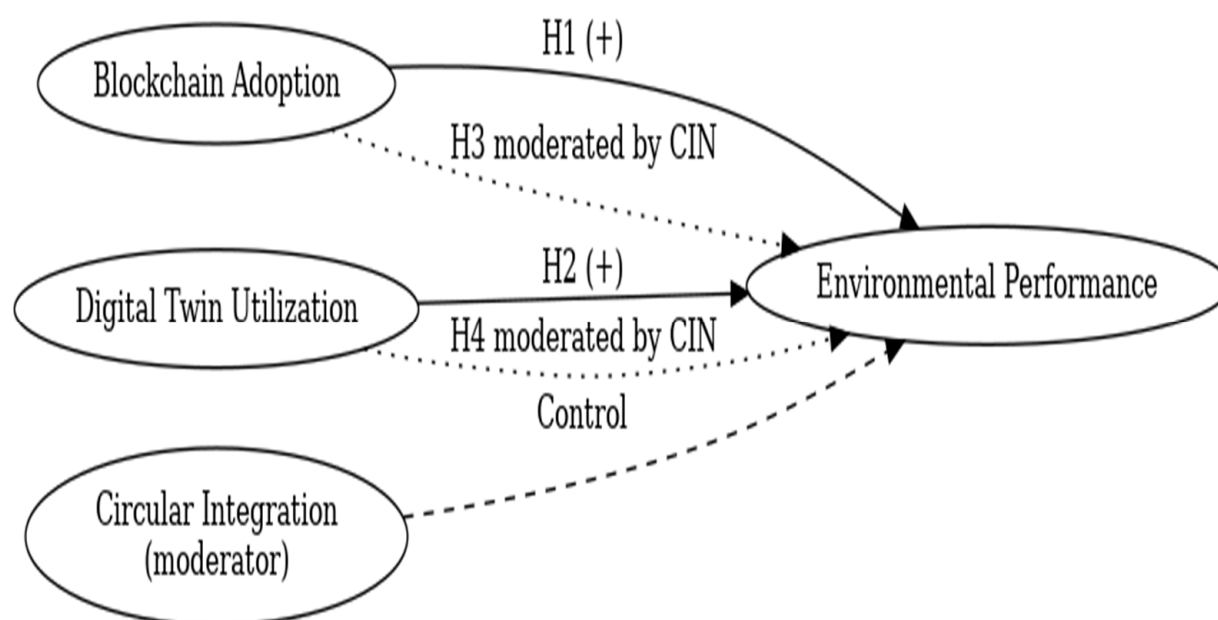 H1 (+)
Blockchain Adoption
H3 moderated by CIN
H2 (+)
Environmental Performance
Digital Twin Utilization
H4 moderated by CIN
Control
Circular Integration
(moderator)